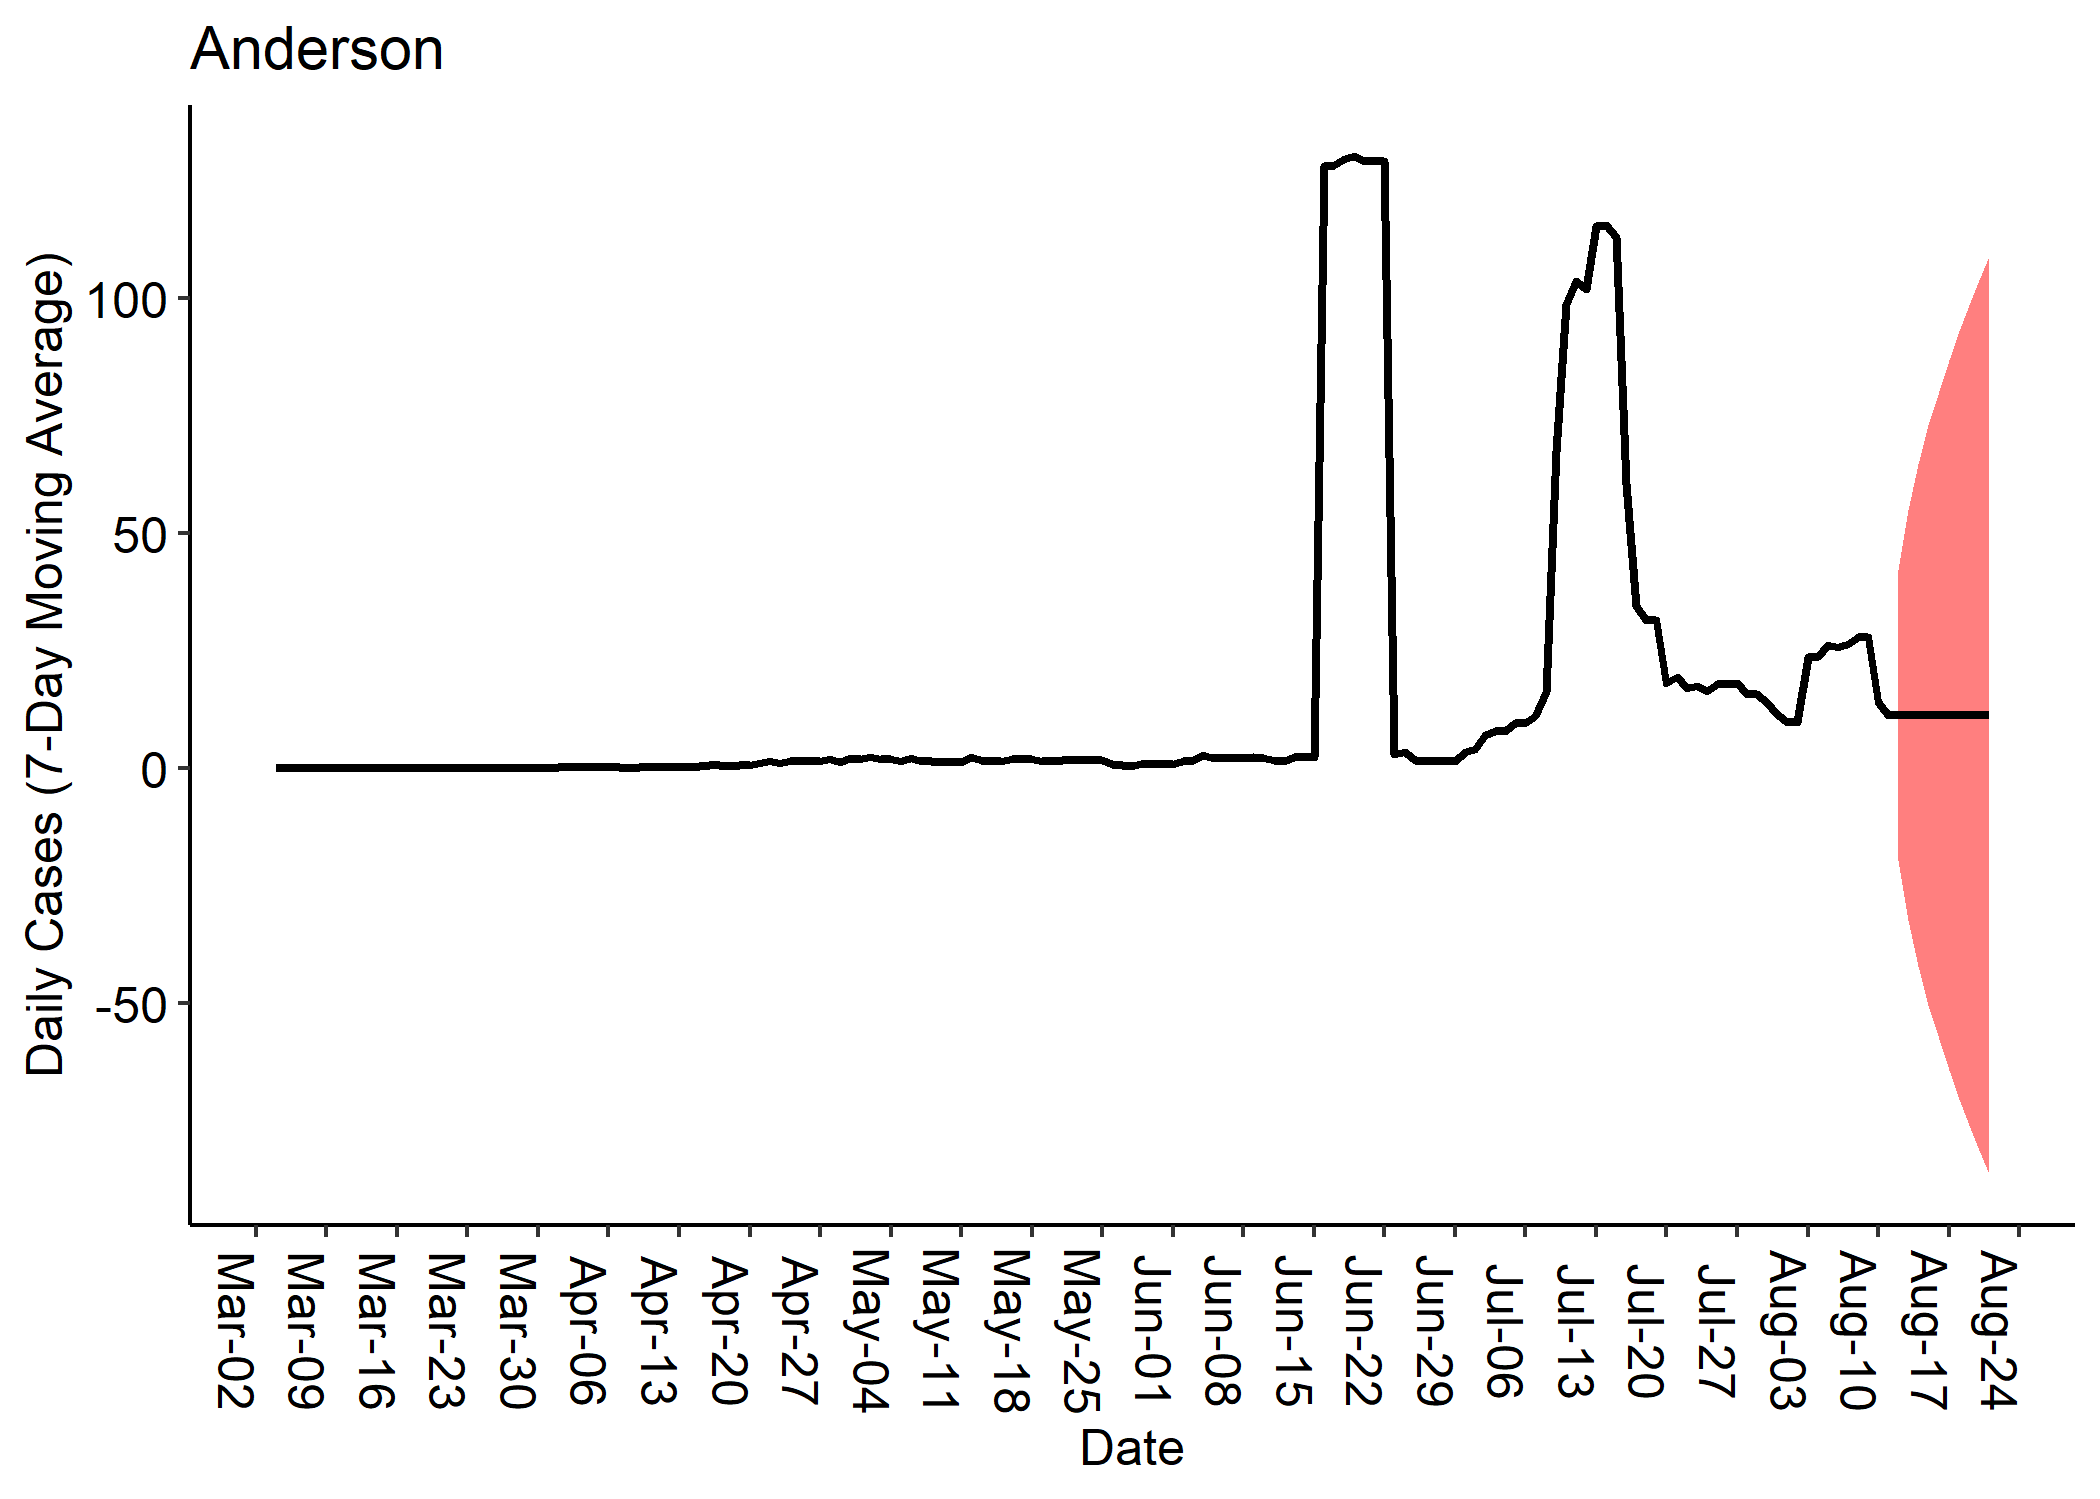 Anderson
Daily Cases (7-Day Moving Average)
100
50
0
-50
Mar-02
Mar-09
Mar-16
Mar-23
Mar-30
Apr-06
Apr-13
Apr-20
Apr-27
May-04
May-11
May-18
May-25
Jun-01
Jun-08
Jun-15
Jun-22
Jun-29
Jul-06
Jul-13
Jul-20
Jul-27
Aug-03
Aug-10
Aug-17
Aug-24
Date